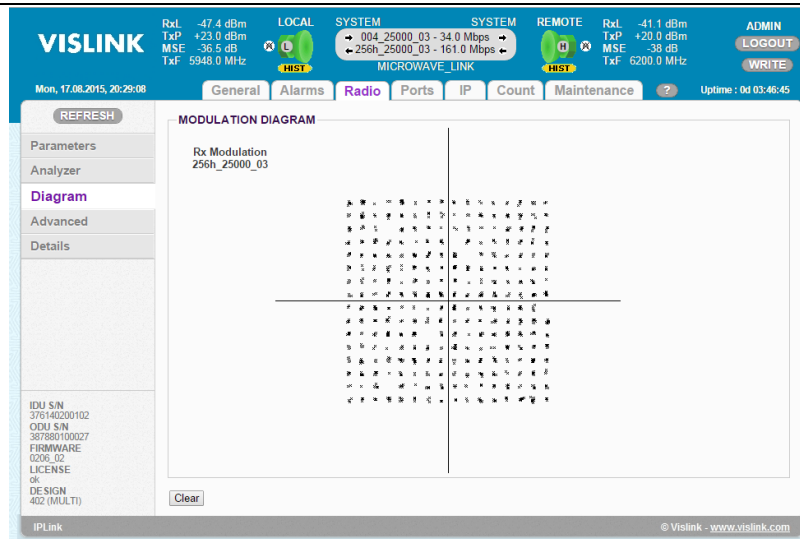 VISLINK
RxL -47.4 dBm
TxP +23.0 dBm
MSE -36.5 dB
TxF 5948.0 MHz
LOCAL
L
HIST
SYSTEM SYSTEM
004_25000_03 - 34.0 Mbps
256h_25000_03 - 161.0 Mbps
MICROWAVE_LINK
REMOTE
H
HIST
RxL -41.1 dBm
TxP +20.0 dBm
MSE -38 dB
TxF 6200.0 MHz
ADMIN
LOGOUT
WRITE
Mon, 17.08.2015, 20:29:08
General Alarms Radio Ports IP Count Maintenance ?
Uptime : 0d 03:46:45
REFRESH
Parameters
Analyzer
Diagram
Advanced
Details
MODULATION DIAGRAM
Rx Modulation
256h_25000_03
IDU S/N
376140200102
ODU S/N
387880100027
FIRMWARE
0206_02
LICENSE
ok
DESIGN
402 (MULTI)
Clear
IPLink
© Vislink - www.vislink.com